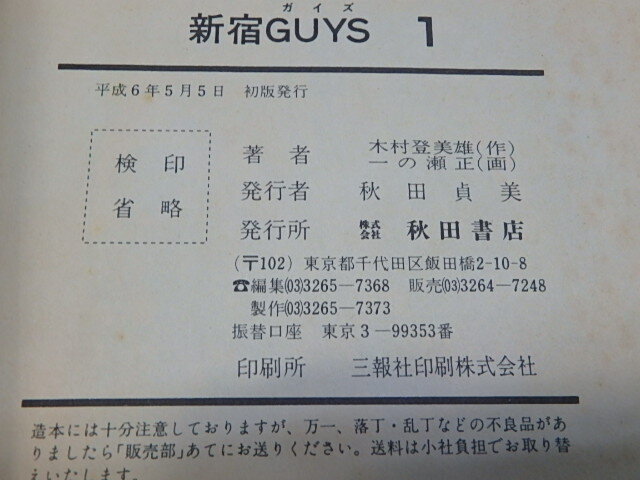 ガイズ
新宿GUYS 1
平成6年5月5日 初版発行
検印
省略
著者 木村登美雄(作)
一の瀬正(画)
発行者 秋田貞美
発行所 株式会社 秋田書店
(〒102) 東京都千代田区飯田橋2-10-8
☎編集(03)3265-7368 販売(03)3264-7248
製作(03)3265-7373
振替口座 東京3-99353番
印刷所 三報社印刷株式会社
造本には十分注意しておりますが、万一、落丁・乱丁などの不良品があ
りましたら「販売部」あてにお送りください。送料は小社負担でお取り替
えいたします。